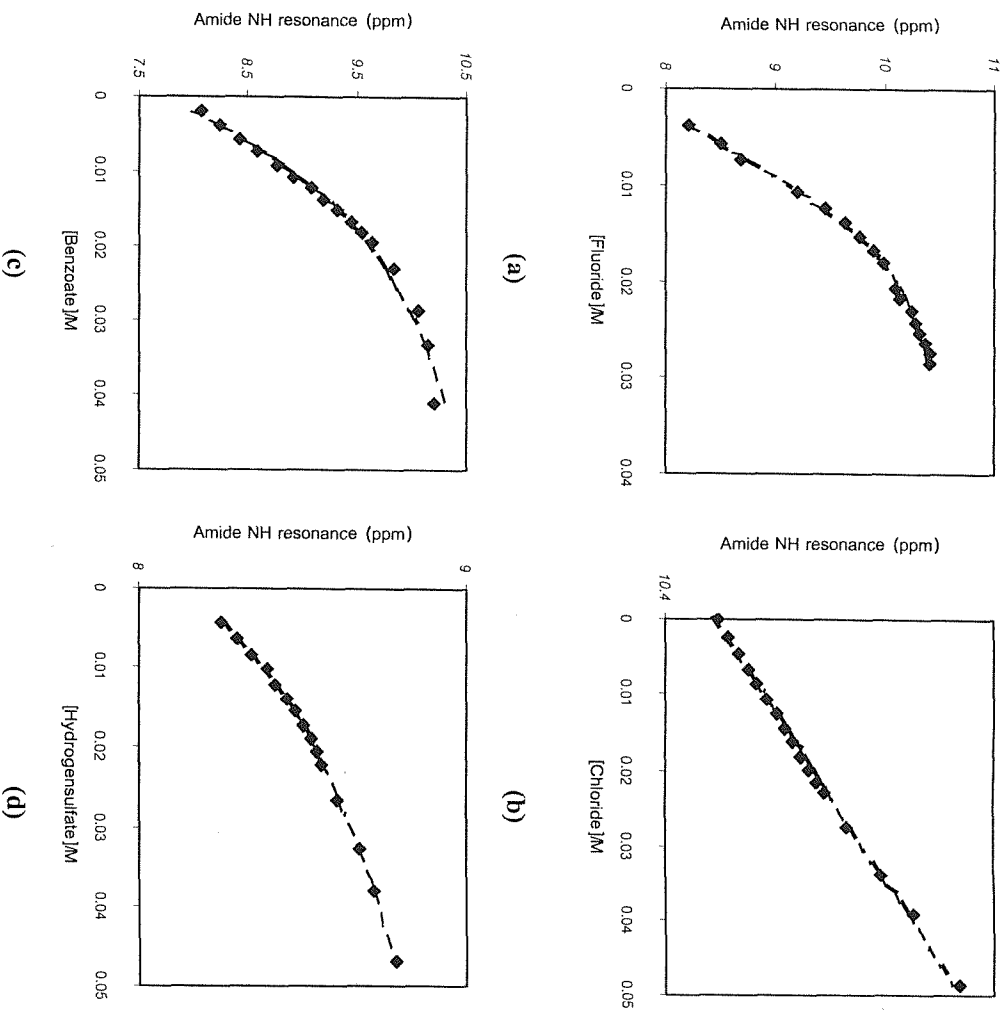 Amide NH resonance (ppm)
8
9
10
11
0
0.01
0.02
0.03
0.04
[Fluoride]/M
(a)
Amide NH resonance (ppm)
10.4
0
0.01
0.02
0.03
0.04
0.05
[Chloride]/M
(b)
Amide NH resonance (ppm)
7.5
8.5
9.5
10.5
0
0.01
0.02
0.03
0.04
0.05
[Benzoate]/M
(c)
Amide NH resonance (ppm)
8
9
0
0.01
0.02
0.03
0.04
0.05
[Hydrogensulfate]/M
(d)